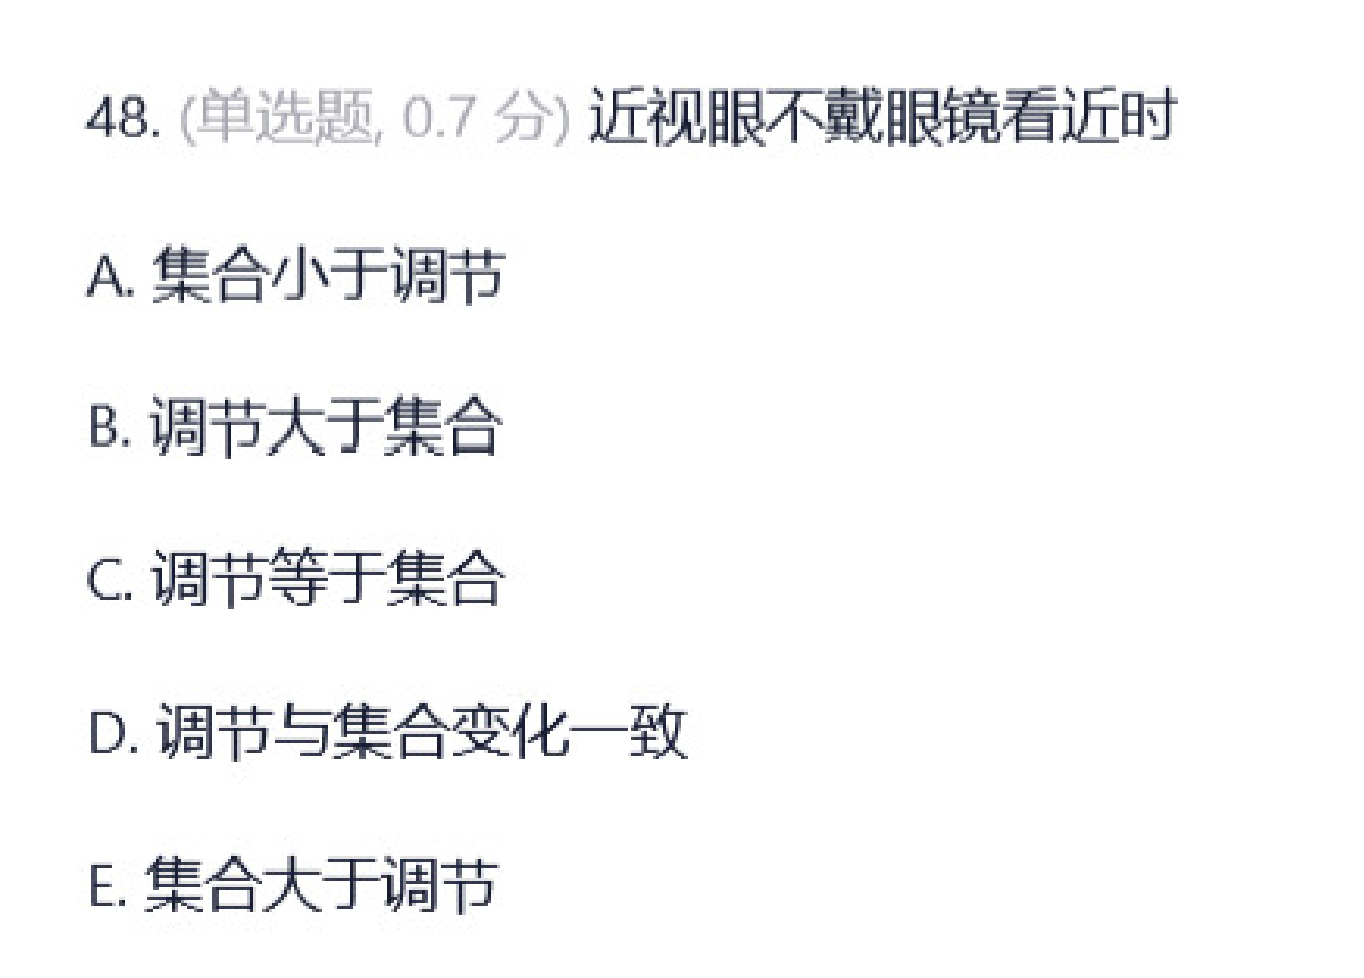 48. (单选题, 0.7 分) 近视眼不戴眼镜看近时
A. 集合小于调节
B. 调节大于集合
C. 调节等于集合
D. 调节与集合变化一致
E. 集合大于调节